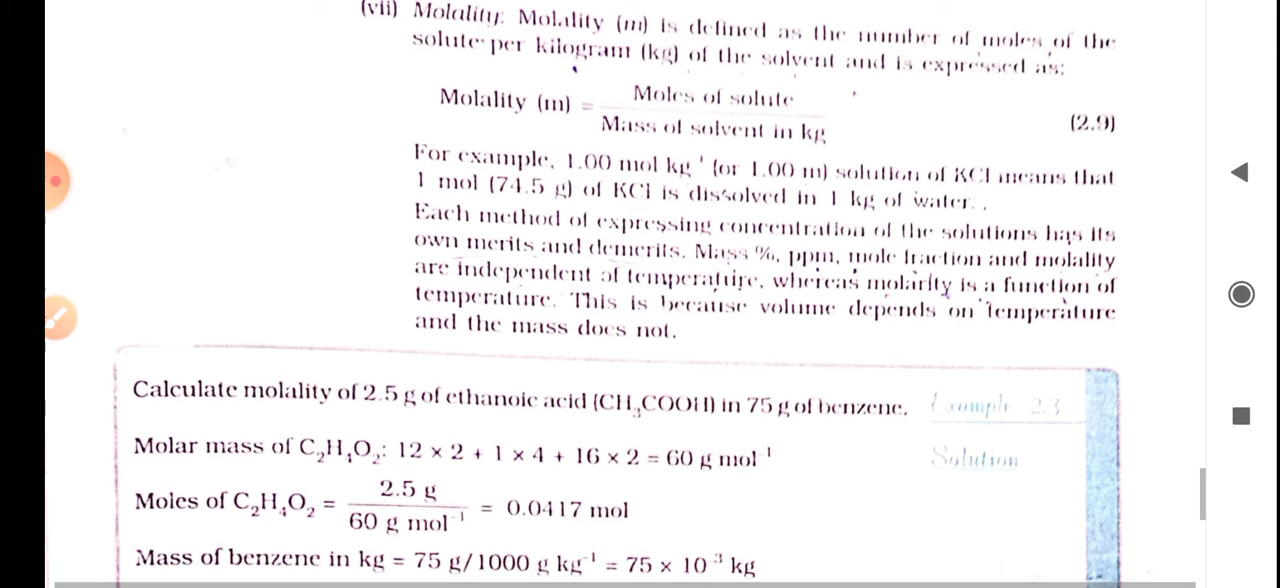 (vii) Molality: Molality (m) is defined as the number of moles of the
solute per kilogram (kg) of the solvent and is expressed as:
Molality (m) = Moles of solute / Mass of solvent in kg (2.9)
For example, 1.00 mol kg⁻¹ (or 1.00 m) solution of KCl means that
1 mol (74.5 g) of KCl is dissolved in 1 kg of water.
Each method of expressing concentration of the solutions has its
own merits and demerits. Mass %, ppm, mole fraction and molality
are independent of temperature, whereas molarity is a function of
temperature. This is because volume depends on temperature
and the mass does not.
Calculate molality of 2.5 g of ethanoic acid (CH₃COOH) in 75 g of benzene. Example 2.3
Molar mass of C₂H₄O₂: 12 × 2 + 1 × 4 + 16 × 2 = 60 g mol⁻¹ Solution
Moles of C₂H₄O₂ = 2.5 g / 60 g mol⁻¹ = 0.0417 mol
Mass of benzene in kg = 75 g/1000 g kg⁻¹ = 75 × 10⁻³ kg